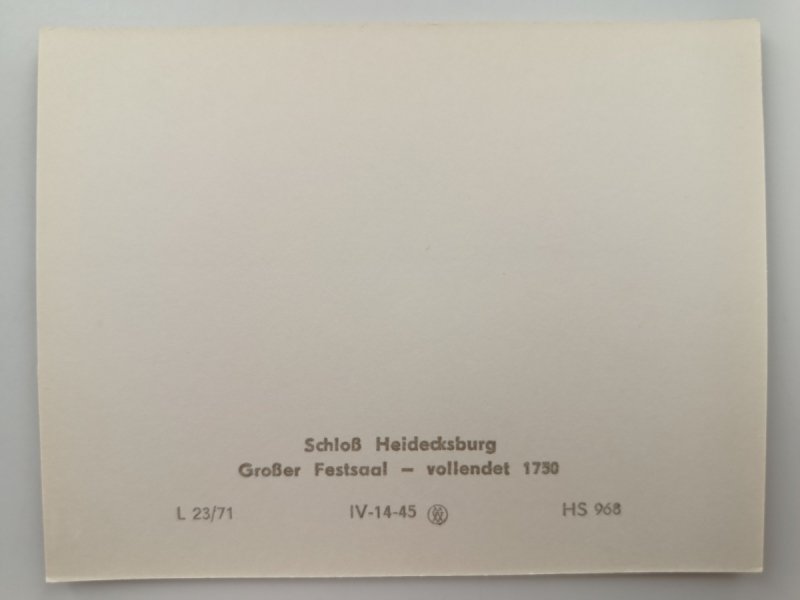 Schloß Heidecksburg
Großer Festsaal – vollendet 1750
L 23/71 IV-14-45 HS 968